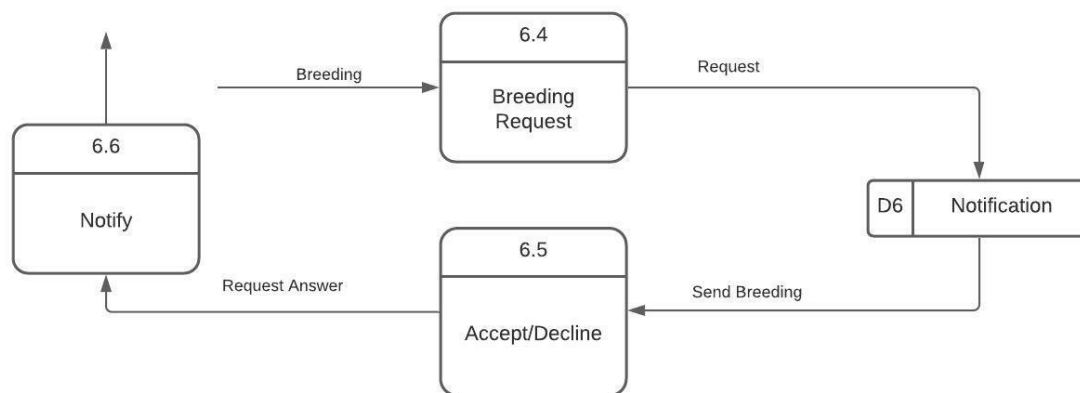 6.4
Breeding
Request
Breeding
Request
6.6
Notify
D6
Notification
6.5
Request Answer
Send Breeding
Accept/Decline